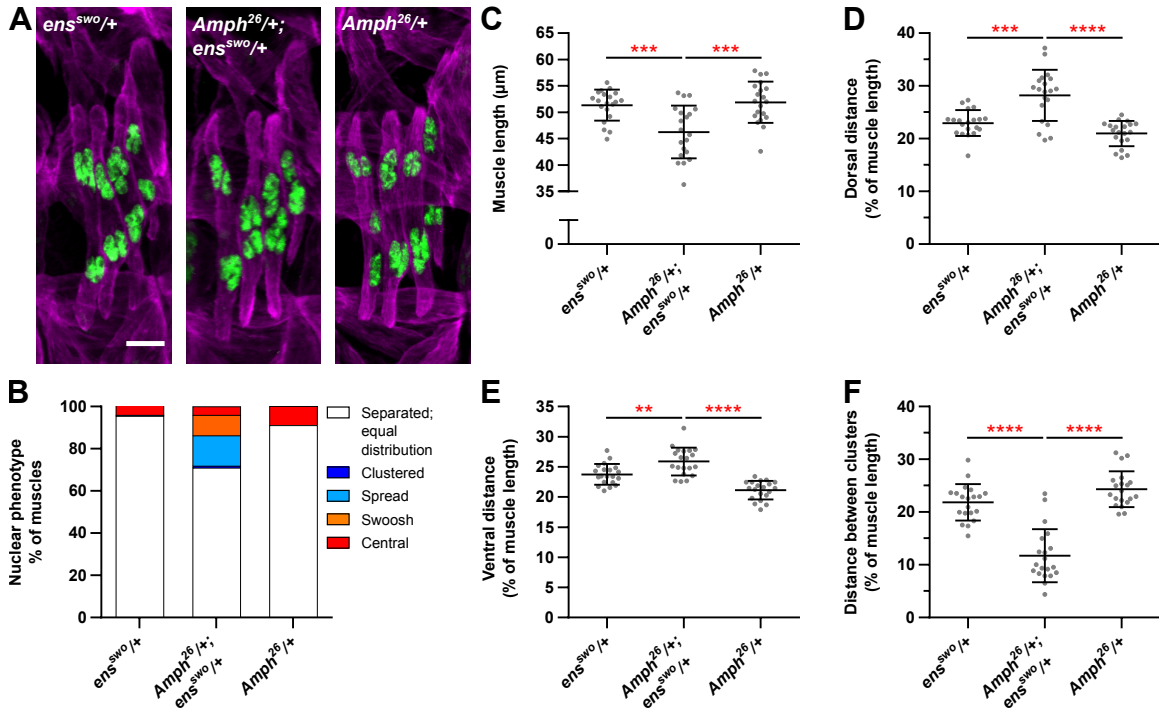 A
ens^swo/+
Amph^26/+;
ens^swo/+
Amph^26/+
B
Nuclear phenotype
% of muscles
100
80
60
40
20
0
ens^swo/+
Amph^26/+;
ens^swo/+
Amph^26/+
Separated;
equal
distribution
Clustered
Spread
Swoosh
Central
C
Muscle length (μm)
65
60
55
50
45
40
35
0
*** ***
ens^swo/+
Amph^26/+;
ens^swo/+
Amph^26/+
D
Dorsal distance
(% of muscle length)
40
30
20
10
0
*** ****
ens^swo/+
Amph^26/+;
ens^swo/+
Amph^26/+
E
Ventral distance
(% of muscle length)
35
30
25
20
15
10
5
0
** ****
ens^swo/+
Amph^26/+;
ens^swo/+
Amph^26/+
F
Distance between clusters
(% of muscle length)
40
30
20
10
0
**** ****
ens^swo/+
Amph^26/+;
ens^swo/+
Amph^26/+